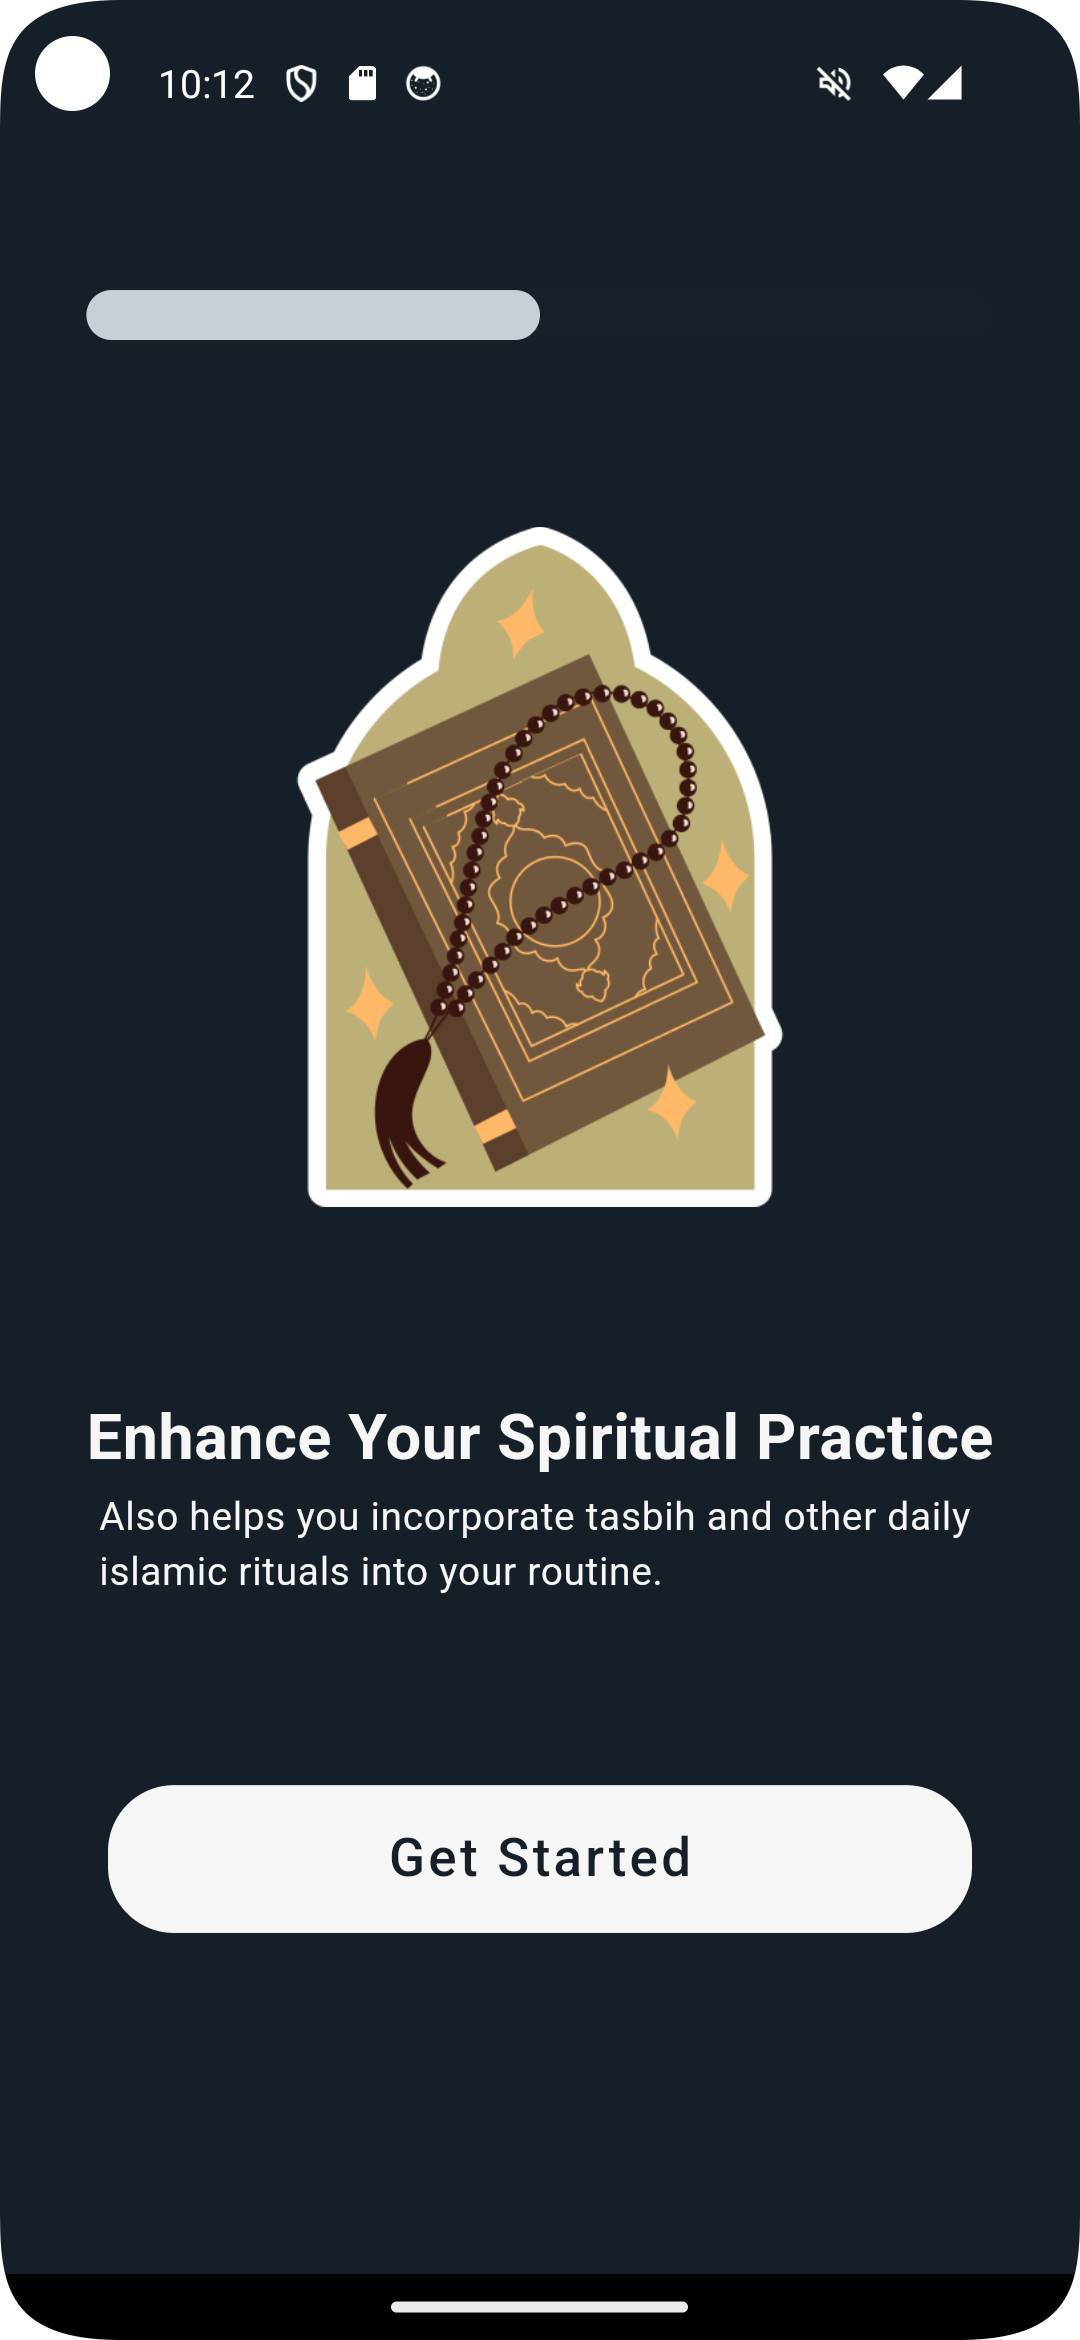 10:12
Enhance Your Spiritual Practice
Also helps you incorporate tasbih and other daily
islamic rituals into your routine.
Get Started